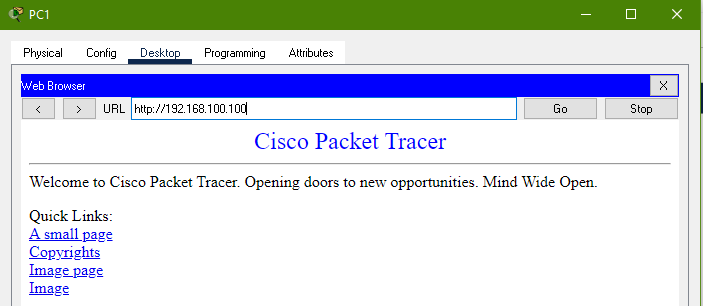 PC1
Physical Config Desktop Programming Attributes
Web Browser X
< > URL http://192.168.100.100 Go Stop
Cisco Packet Tracer
Welcome to Cisco Packet Tracer. Opening doors to new opportunities. Mind Wide Open.
Quick Links:
A small page
Copyrights
Image page
Image